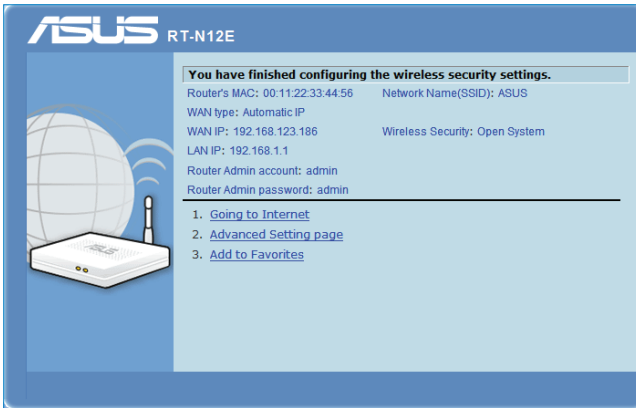 ASUS RT-N12E
You have finished configuring the wireless security settings.
Router's MAC: 00:11:22:33:44:56 Network Name(SSID): ASUS
WAN type: Automatic IP
WAN IP: 192.168.123.186 Wireless Security: Open System
LAN IP: 192.168.1.1
Router Admin account: admin
Router Admin password: admin
1. Going to Internet
2. Advanced Setting page
3. Add to Favorites
ASUS